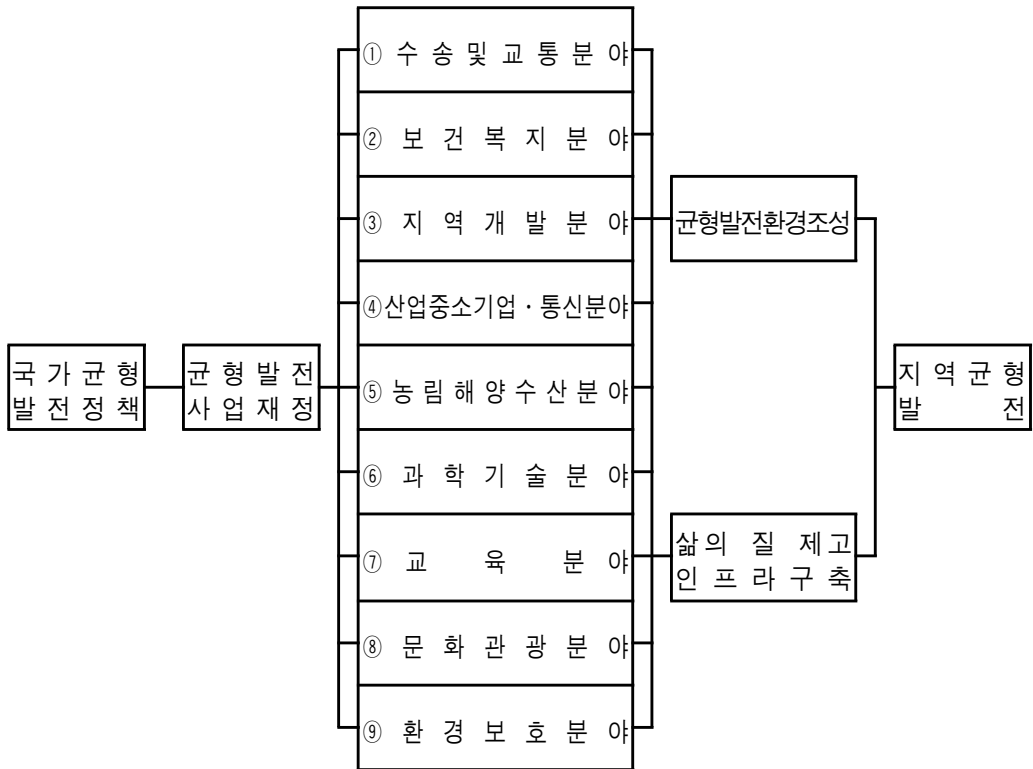 ① 수송및교통분야
② 보건복지분야
③ 지역개발분야
균형발전환경조성
④산업중소기업·통신분야
국가균형
발전정책
균형발전
사업재정
⑤ 농림해양수산분야
지역균형
발전
⑥ 과학기술분야
⑦ 교육분야
삶의 질 제고
인프라구축
⑧ 문화관광분야
⑨ 환경보호분야